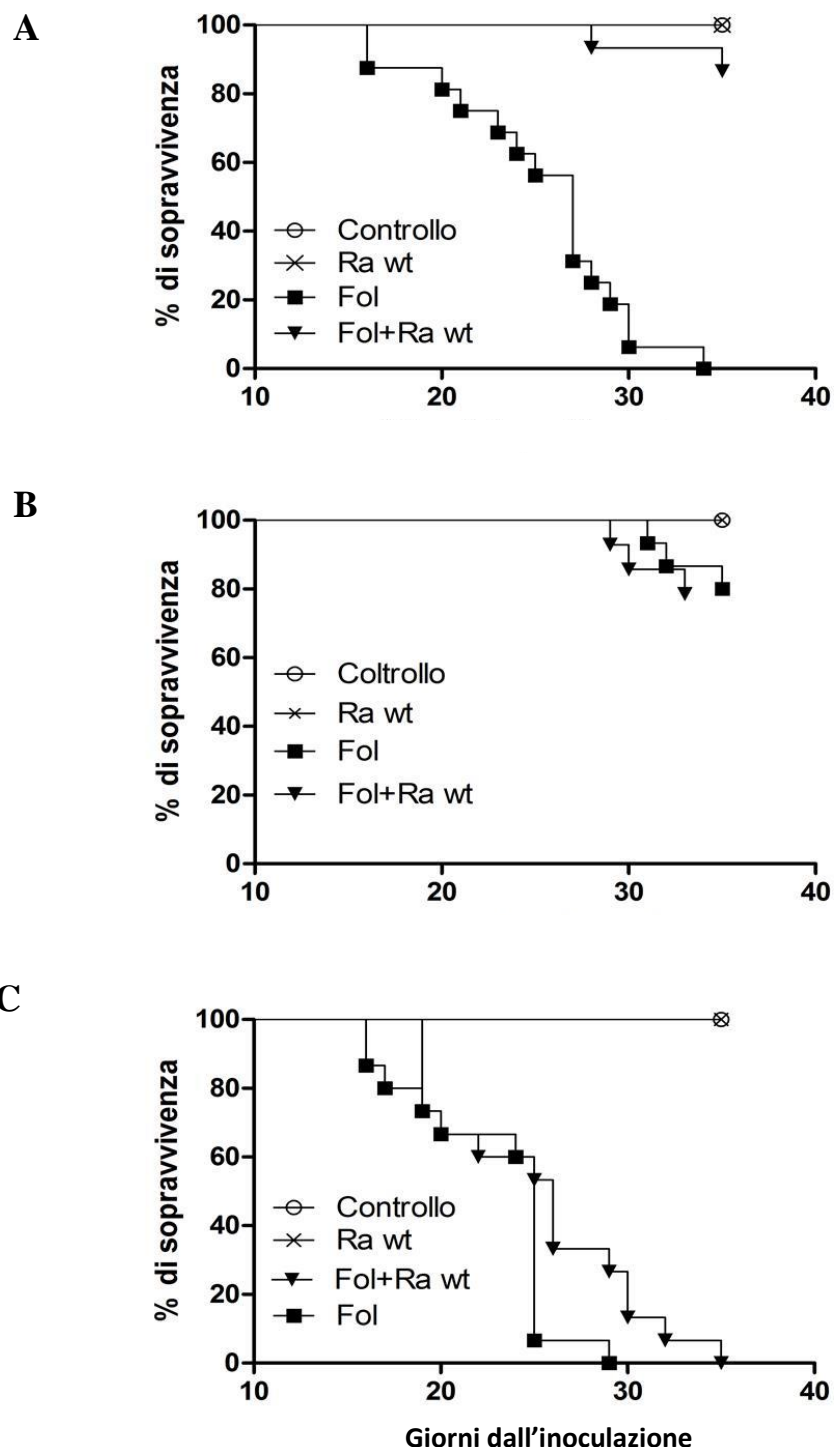 A
100
80
60
40
20
0
% di sopravvivenza
Controllo
Ra wt
Fol
Fol+Ra wt
10 20 30 40
B
100
80
60
40
20
0
% di sopravvivenza
Coltrollo
Ra wt
Fol
Fol+Ra wt
10 20 30 40
C
100
80
60
40
20
0
% di sopravvivenza
Controllo
Ra wt
Fol+Ra wt
Fol
10 20 30 40
Giorni dall'inoculazione